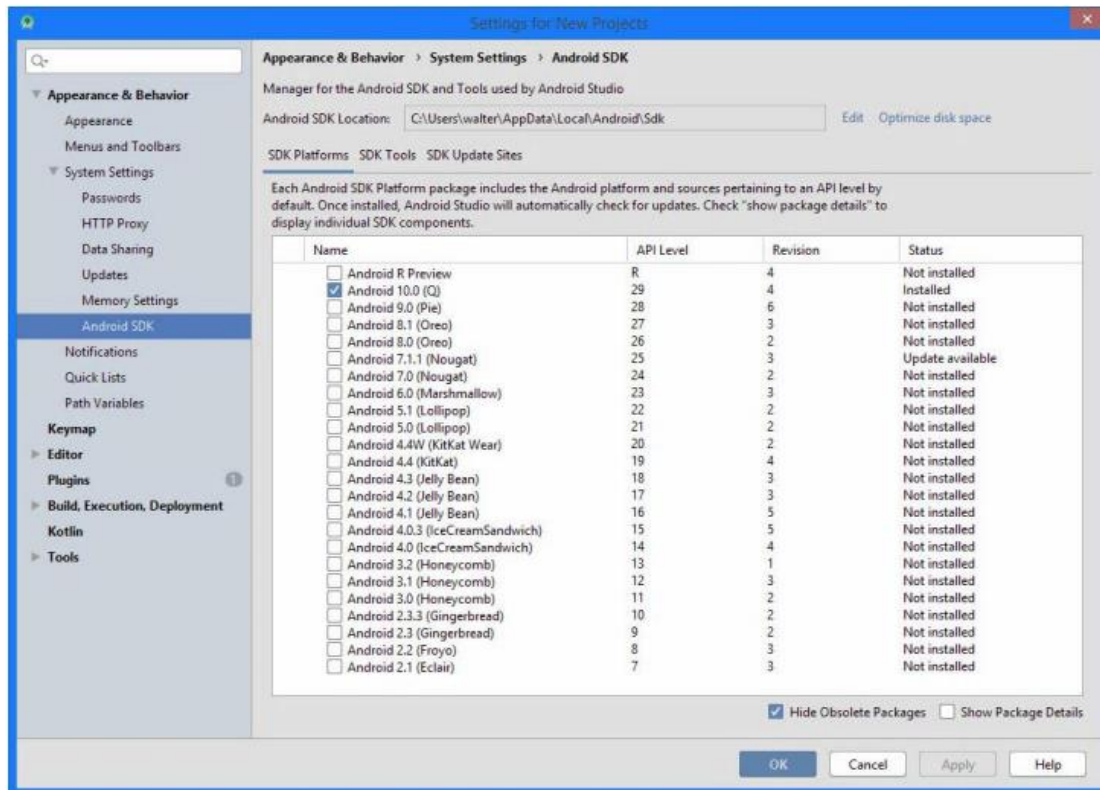 Settings for New Projects
Appearance & Behavior
Appearance
Menus and Toolbars
System Settings
Passwords
HTTP Proxy
Data Sharing
Updates
Memory Settings
Android SDK
Notifications
Quick Lists
Path Variables
Keymap
Editor
Plugins 1
Build, Execution, Deployment
Kotlin
Tools
Appearance & Behavior > System Settings > Android SDK
Manager for the Android SDK and Tools used by Android Studio
Android SDK Location: C:\Users\walter\AppData\Local\Android\Sdk Edit Optimize disk space
SDK Platforms SDK Tools SDK Update Sites
Each Android SDK Platform package includes the Android platform and sources pertaining to an API level by
default. Once installed, Android Studio will automatically check for updates. Check "show package details" to
display individual SDK components.
Name API Level Revision Status
Android R Preview R 4 Not installed
Android 10.0 (Q) 29 4 Installed
Android 9.0 (Pie) 28 6 Not installed
Android 8.1 (Oreo) 27 3 Not installed
Android 8.0 (Oreo) 26 2 Not installed
Android 7.1.1 (Nougat) 25 3 Update available
Android 7.0 (Nougat) 24 2 Not installed
Android 6.0 (Marshmallow) 23 3 Not installed
Android 5.1 (Lollipop) 22 2 Not installed
Android 5.0 (Lollipop) 21 2 Not installed
Android 4.4W (KitKat Wear) 20 2 Not installed
Android 4.4 (KitKat) 19 4 Not installed
Android 4.3 (Jelly Bean) 18 3 Not installed
Android 4.2 (Jelly Bean) 17 3 Not installed
Android 4.1 (Jelly Bean) 16 5 Not installed
Android 4.0.3 (IceCreamSandwich) 15 5 Not installed
Android 4.0 (IceCreamSandwich) 14 4 Not installed
Android 3.2 (Honeycomb) 13 1 Not installed
Android 3.1 (Honeycomb) 12 3 Not installed
Android 3.0 (Honeycomb) 11 2 Not installed
Android 2.3.3 (Gingerbread) 10 2 Not installed
Android 2.3 (Gingerbread) 9 2 Not installed
Android 2.2 (Froyo) 8 3 Not installed
Android 2.1 (Eclair) 7 3 Not installed
Hide Obsolete Packages Show Package Details
OK Cancel Apply Help